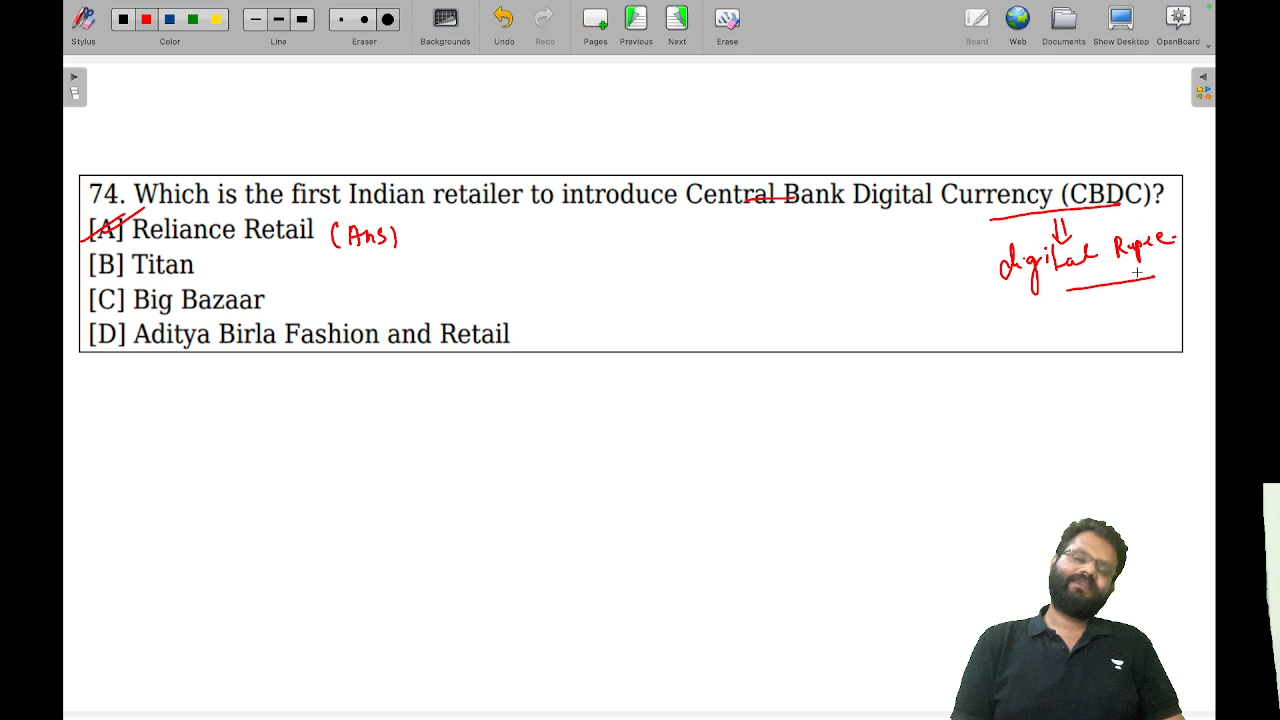 Stylus Color Line Eraser Backgrounds Undo Redo Pages Previous Next Erase Board Web Documents Show Desktop OpenBoard
74. Which is the first Indian retailer to introduce Central Bank Digital Currency (CBDC)?
[A] Reliance Retail (Ans)
digital Rupee
[B] Titan
[C] Big Bazaar
[D] Aditya Birla Fashion and Retail